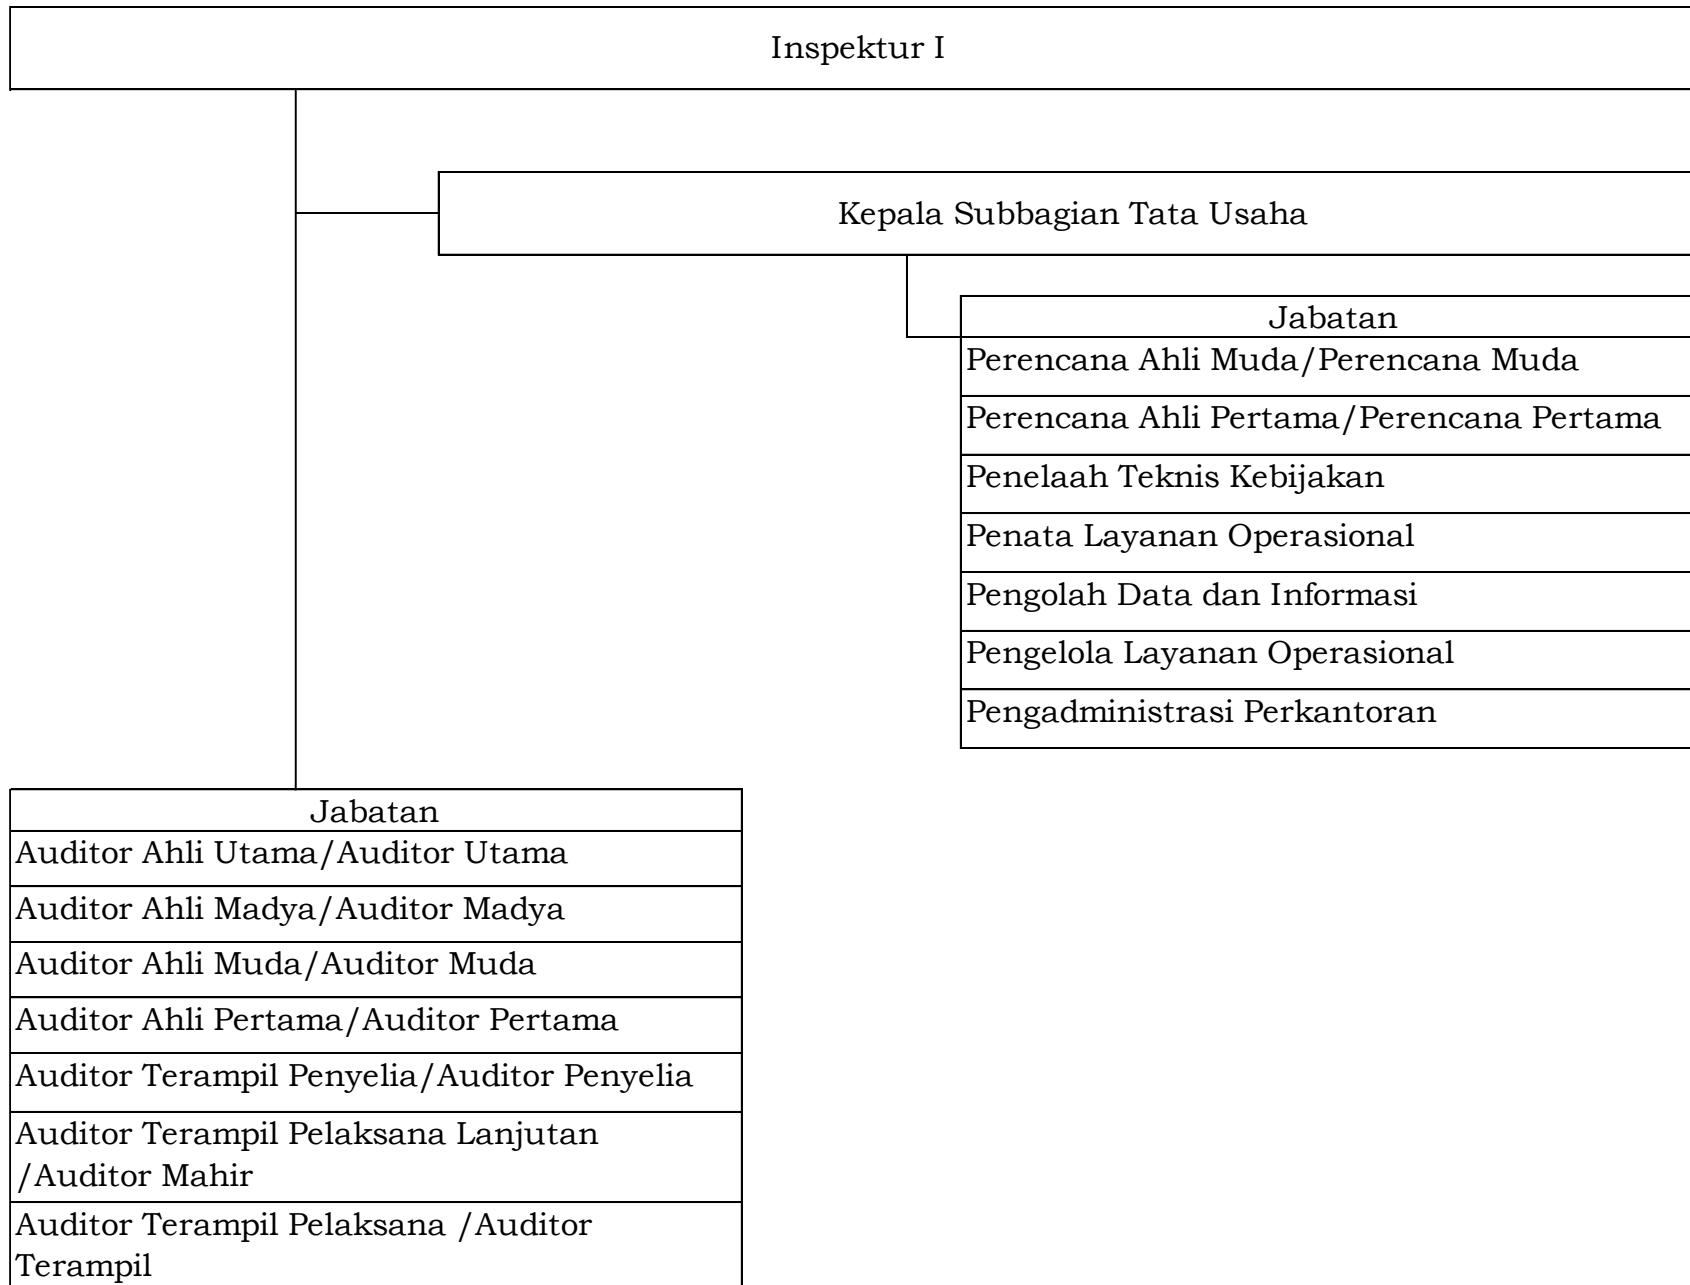 Inspektur I
Kepala Subbagian Tata Usaha
Jabatan
Perencana Ahli Muda/Perencana Muda
Perencana Ahli Pertama/Perencana Pertama
Penelaah Teknis Kebijakan
Penata Layanan Operasional
Pengolah Data dan Informasi
Pengelola Layanan Operasional
Pengadministrasi Perkantoran
Jabatan
Auditor Ahli Utama/Auditor Utama
Auditor Ahli Madya/Auditor Madya
Auditor Ahli Muda/Auditor Muda
Auditor Ahli Pertama/Auditor Pertama
Auditor Terampil Penyelia/Auditor Penyelia
Auditor Terampil Pelaksana Lanjutan
/Auditor Mahir
Auditor Terampil Pelaksana /Auditor
Terampil